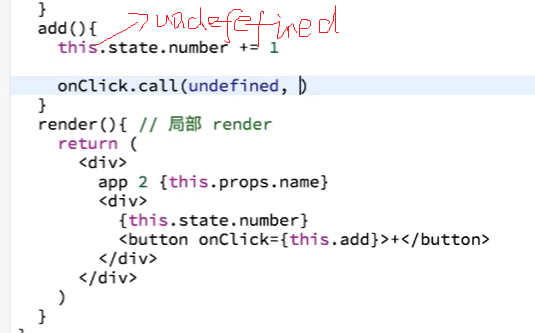 }
add(){ undefefined
this.state.number += 1
onClick.call(undefined, )
}
render(){ // 局部 render
return (
<div>
app 2 {this.props.name}
<div>
{this.state.number}
<button onClick={this.add}>+</button>
</div>
</div>
)
}